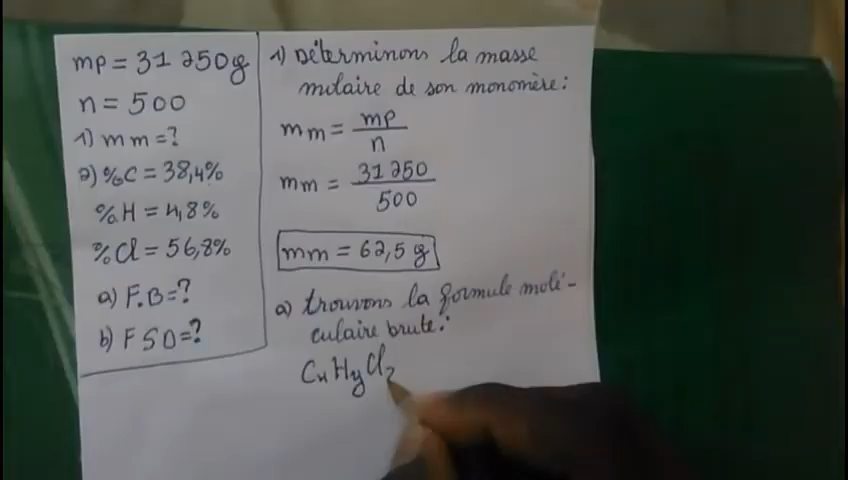 mp = 31 250g
n = 500
1) mm = ?
2) %C = 38,4%
%H = 4,8%
%Cl = 56,8%
a) F.B = ?
b) F S D = ?
1) Déterminons la masse
molaire de son monomère :
mm = mp/n
mm = 31 250/500
mm = 62,5 g
a) trouvons la formule molé-
culaire brute :
CxHyClz